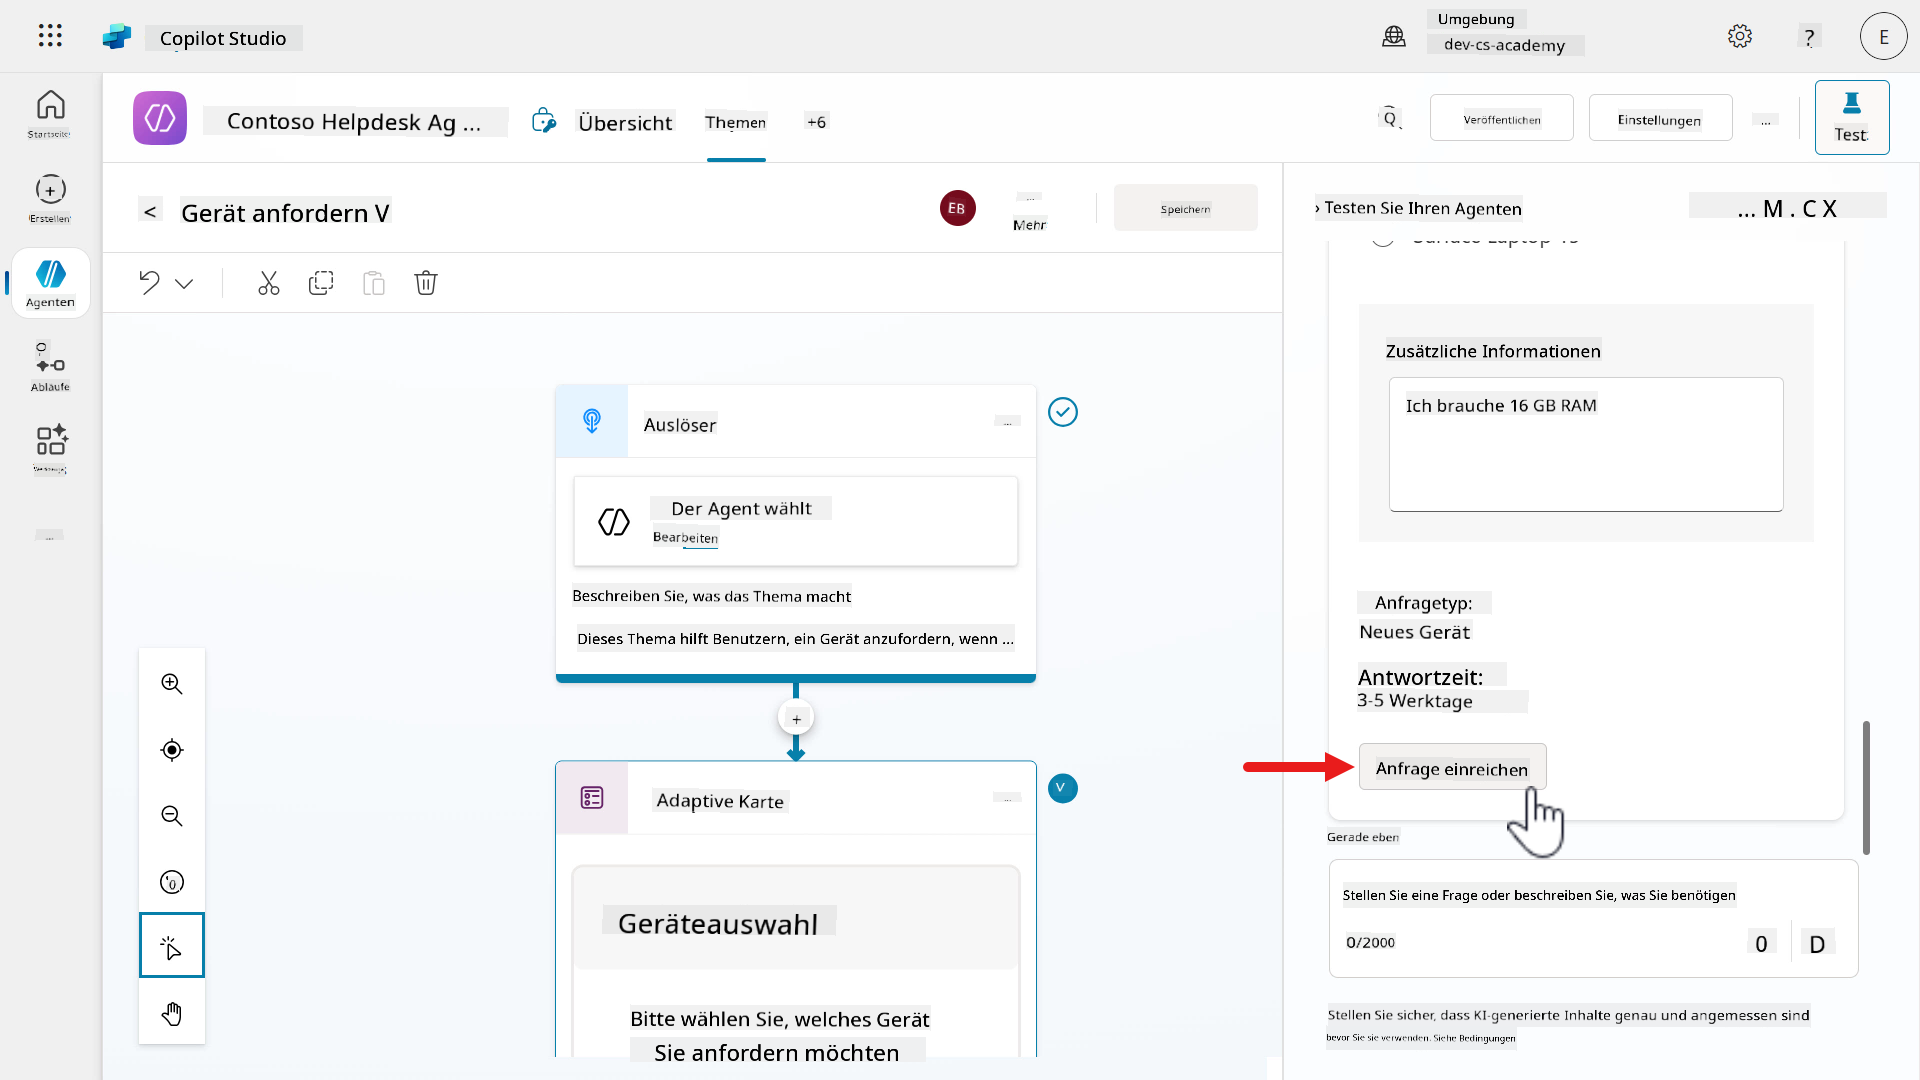 Copilot Studio
Umgebung
dev-cs-academy
?
E
Startseite
Erstellen
Agenten
Abläufe
...
Contoso Helpdesk Ag ...
Übersicht
Themen
+6
Veröffentlichen
Einstellungen
...
Test
< Gerät anfordern V
EB
...
Mehr
Speichern
Auslöser
...
Der Agent wählt
Bearbeiten
Beschreiben Sie, was das Thema macht
Dieses Thema hilft Benutzern, ein Gerät anzufordern, wenn ...
+
Adaptive Karte
...
V
Geräteauswahl
Bitte wählen Sie, welches Gerät
Sie anfordern möchten
› Testen Sie Ihren Agenten
... M . C X
Zusätzliche Informationen
Ich brauche 16 GB RAM
Anfragetyp:
Neues Gerät
Antwortzeit:
3-5 Werktage
Anfrage einreichen
Gerade eben
Stellen Sie eine Frage oder beschreiben Sie, was Sie benötigen
0/2000
0
D
Stellen Sie sicher, dass KI-generierte Inhalte genau und angemessen sind
bevor Sie sie verwenden. Siehe Bedingungen